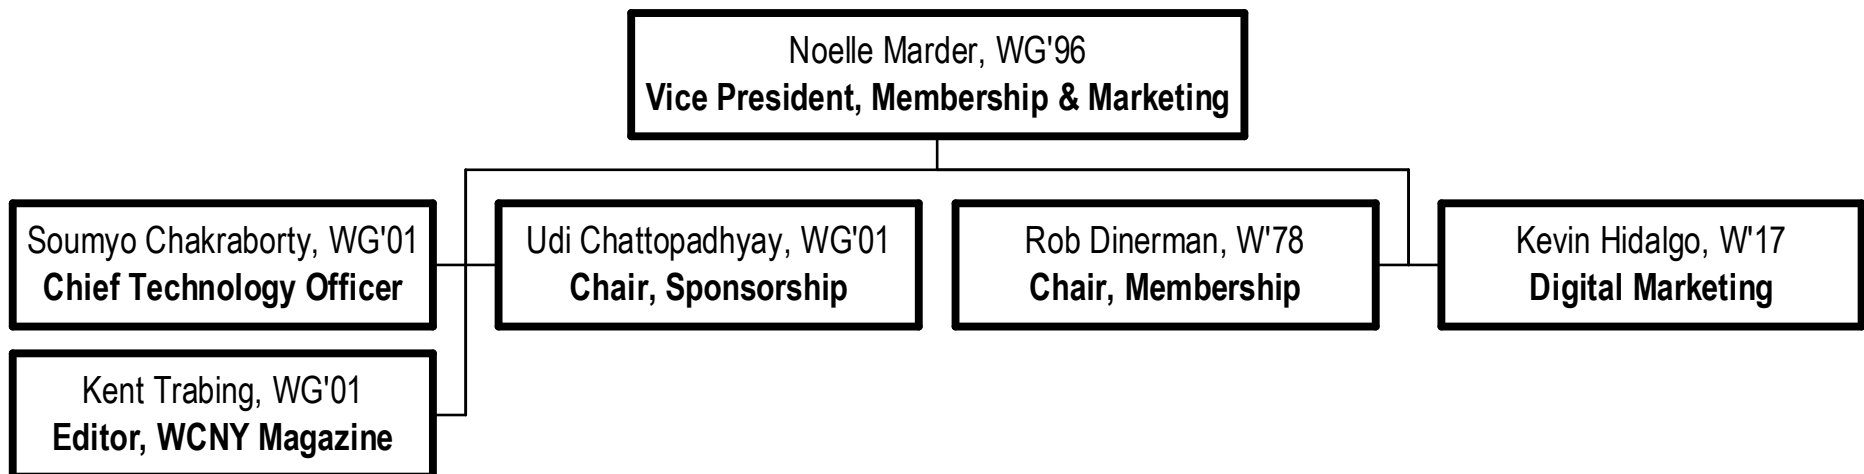 Noelle Marder, WG'96
Vice President, Membership & Marketing
Soumyo Chakraborty, WG'01
Chief Technology Officer
Udi Chattopadhyay, WG'01
Chair, Sponsorship
Rob Dinerman, W'78
Chair, Membership
Kevin Hidalgo, W'17
Digital Marketing
Kent Trabing, WG'01
Editor, WCNY Magazine